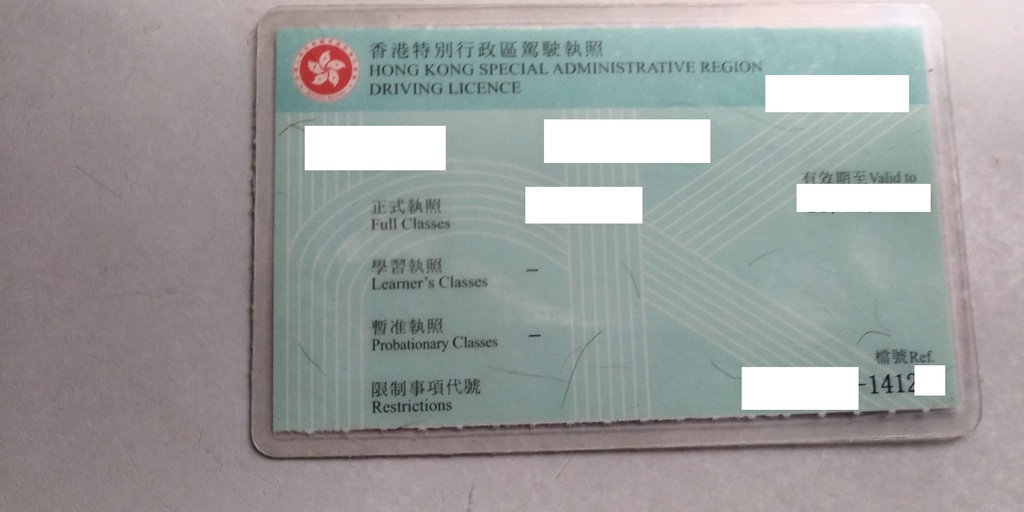 香港特別行政區駕駛執照
HONG KONG SPECIAL ADMINISTRATIVE REGION
DRIVING LICENCE
有效期至 Valid to
正式執照
Full Classes
學習執照 –
Learner's Classes
暫准執照 –
Probationary Classes
檔號 Ref.
-1412
限制事項代號
Restrictions